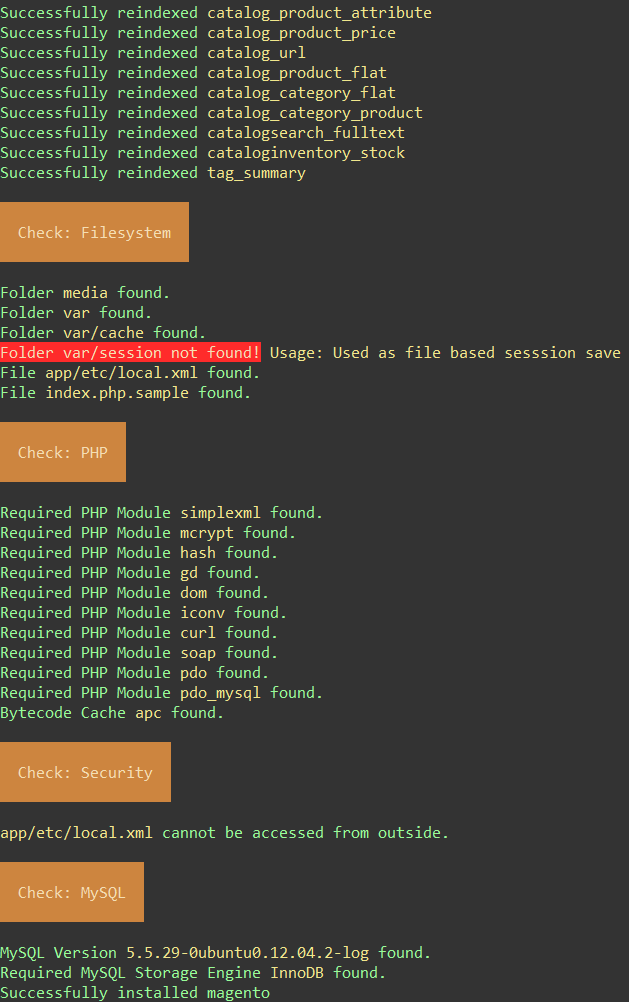 Successfully reindexed catalog_product_attribute
Successfully reindexed catalog_product_price
Successfully reindexed catalog_url
Successfully reindexed catalog_product_flat
Successfully reindexed catalog_category_flat
Successfully reindexed catalog_category_product
Successfully reindexed catalogsearch_fulltext
Successfully reindexed cataloginventory_stock
Successfully reindexed tag_summary
Check: Filesystem
Folder media found.
Folder var found.
Folder var/cache found.
Folder var/session not found! Usage: Used as file based sesssion save
File app/etc/local.xml found.
File index.php.sample found.
Check: PHP
Required PHP Module simplexml found.
Required PHP Module mcrypt found.
Required PHP Module hash found.
Required PHP Module gd found.
Required PHP Module dom found.
Required PHP Module iconv found.
Required PHP Module curl found.
Required PHP Module soap found.
Required PHP Module pdo found.
Required PHP Module pdo_mysql found.
Bytecode Cache apc found.
Check: Security
app/etc/local.xml cannot be accessed from outside.
Check: MySQL
MySQL Version 5.5.29-0ubuntu0.12.04.2-log found.
Required MySQL Storage Engine InnoDB found.
Successfully installed magento